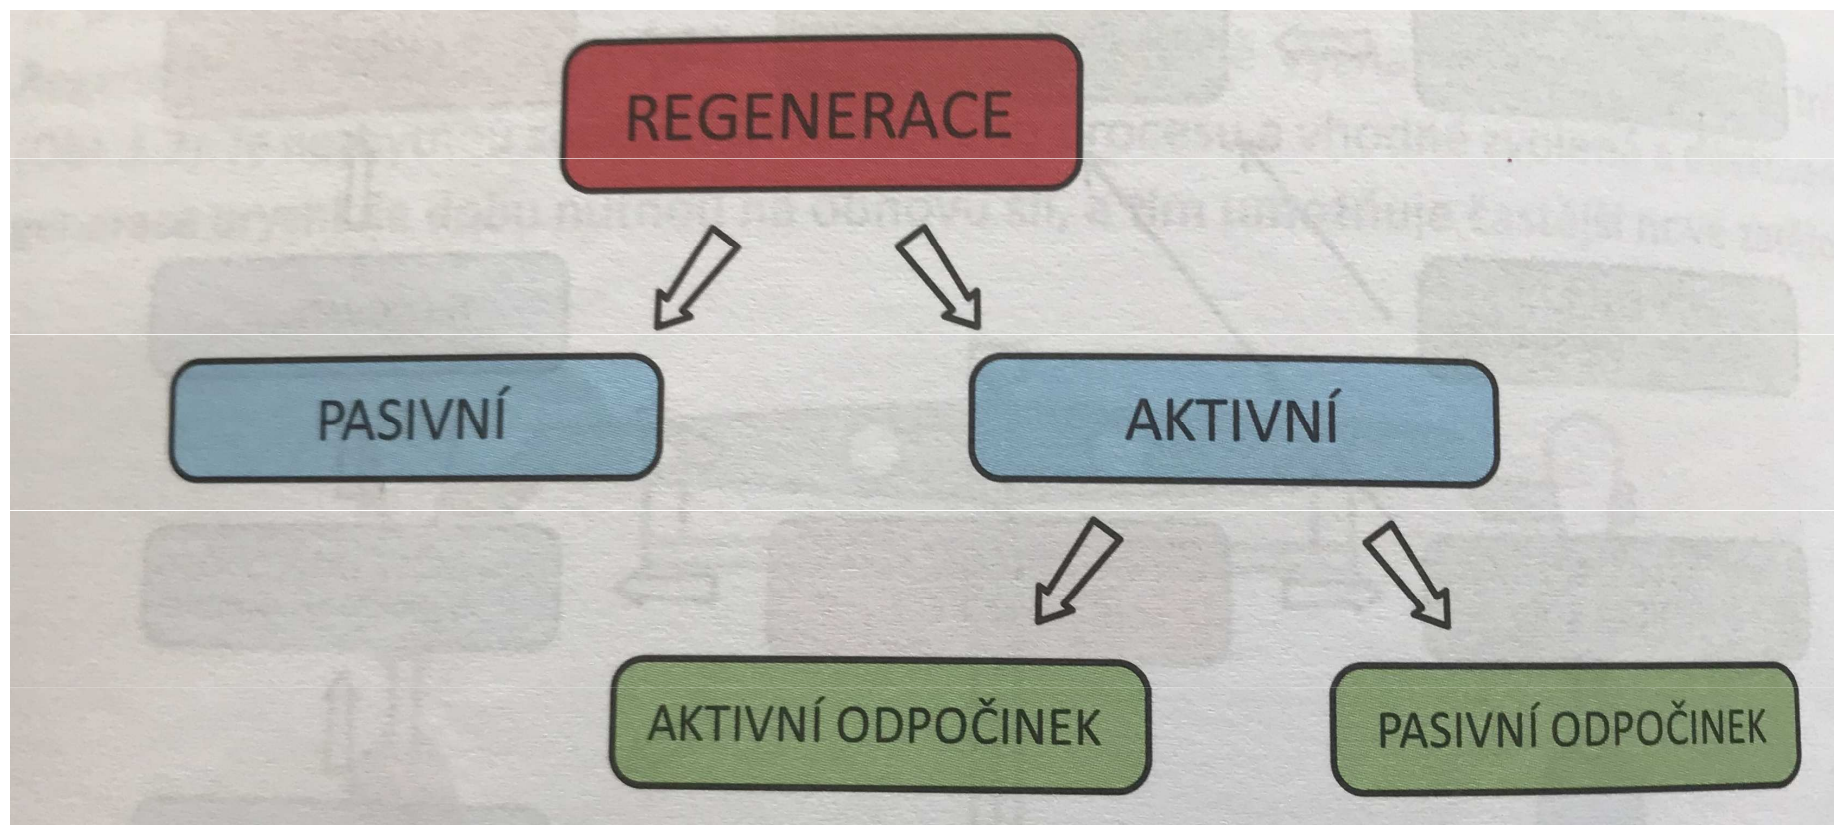 REGENERACE
PASIVNÍ
AKTIVNÍ
AKTIVNÍ ODPOČINEK
PASIVNÍ ODPOČINEK